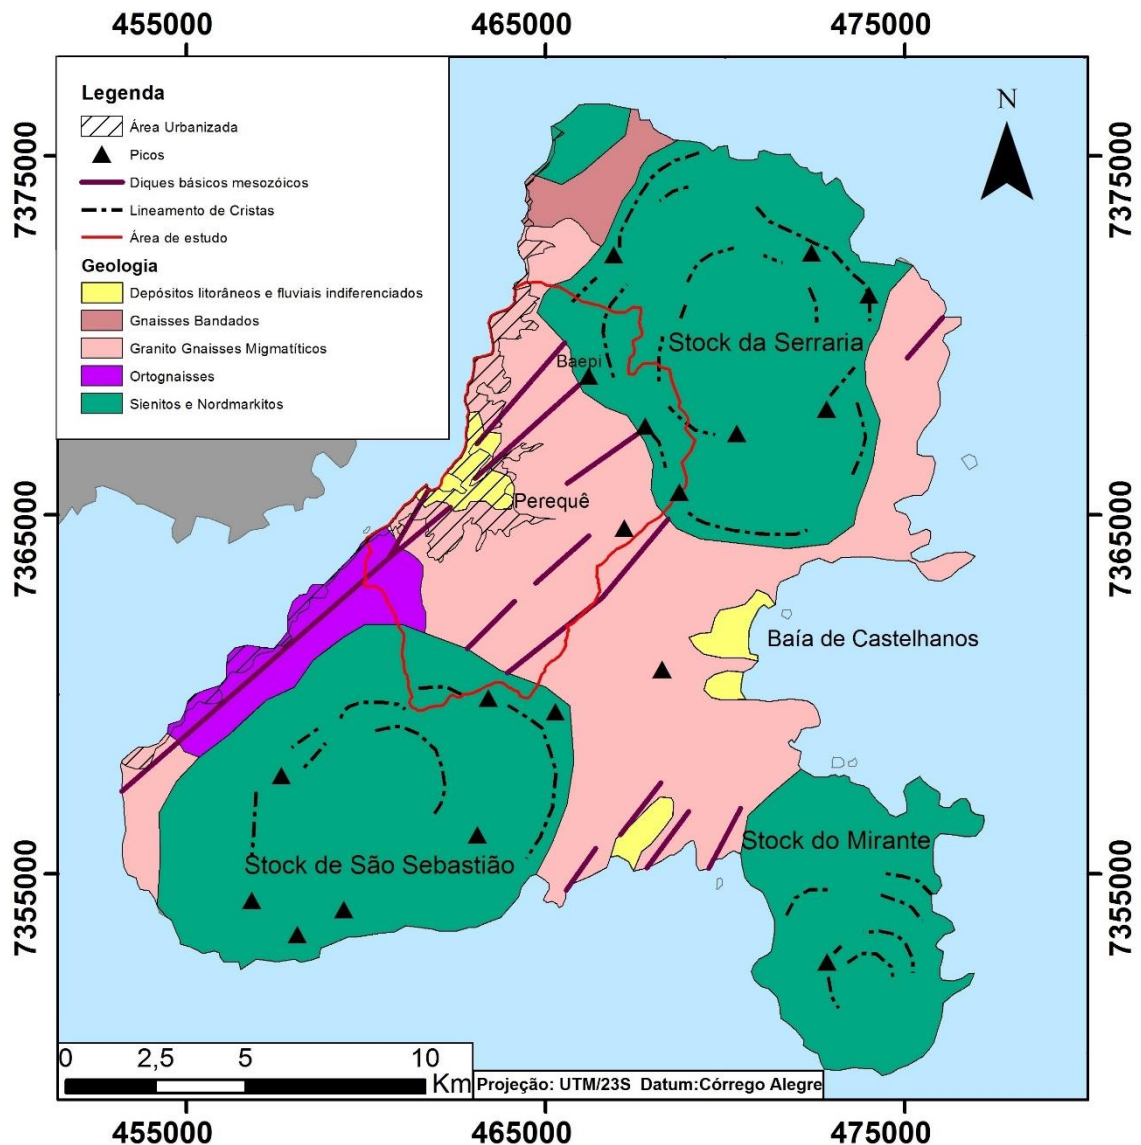 455000 465000 475000
Legenda
Área Urbanizada
Picos
Diques básicos mesozóicos
Lineamento de Cristas
Área de estudo
Geologia
Depósitos litorâneos e fluviais indiferenciados
Gnaisses Bandados
Granito Gnaisses Migmatíticos
Ortognaisses
Sienitos e Nordmarkitos
N
7375000
7375000
Stock da Serraria
Baepi
Perequê
7365000
7365000
Baía de Castelhanos
Stock do Mirante
Stock de São Sebastião
7355000
7355000
0 2,5 5 10
Km
Projeção: UTM/23S Datum:Córrego Alegre
455000 465000 475000